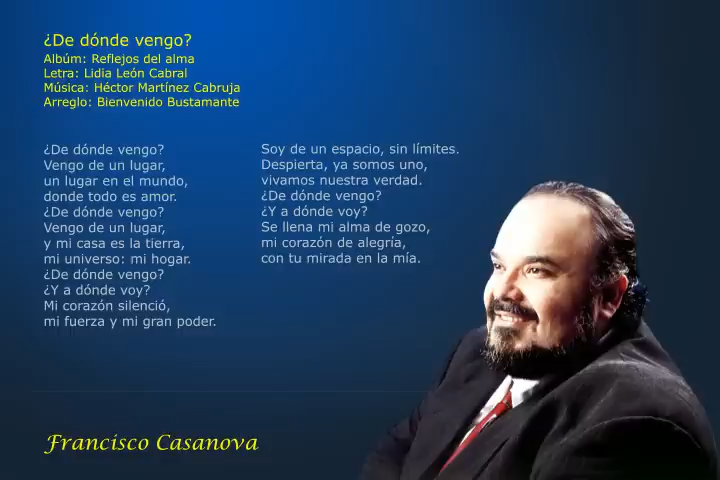 ¿De dónde vengo?
Albúm: Reflejos del alma
Letra: Lidia León Cabral
Música: Héctor Martínez Cabruja
Arreglo: Bienvenido Bustamante
¿De dónde vengo?
Vengo de un lugar,
un lugar en el mundo,
donde todo es amor.
¿De dónde vengo?
Vengo de un lugar,
y mi casa es la tierra,
mi universo: mi hogar.
¿De dónde vengo?
¿Y a dónde voy?
Mi corazón silenció,
mi fuerza y mi gran poder.
Soy de un espacio, sin límites.
Despierta, ya somos uno,
vivamos nuestra verdad.
¿De dónde vengo?
¿Y a dónde voy?
Se llena mi alma de gozo,
mi corazón de alegría,
con tu mirada en la mía.
Francisco Casanova